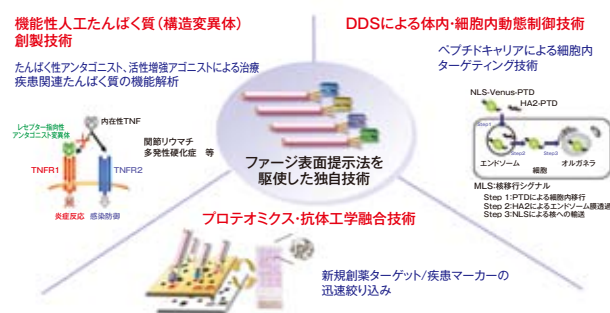 機能性人工たんぱく質(構造変異体)
創製技術
たんぱく性アンタゴニスト、活性増強アゴニストによる治療
疾患関連たんぱく質の機能解析
レセプター指向性
アンタゴニスト変異体
内在性TNF
TNFR1
TNFR2
炎症反応
感染防御
関節リウマチ
多発性硬化症 等
DDSによる体内・細胞内動態制御技術
ペプチドキャリアによる細胞内
ターゲティング技術
NLS-Venus-PTD
HA2-PTD
Step1
Step2
Step3
エンドソーム
オルガネラ
細胞
MLS:核移行シグナル
Step 1:PTDによる細胞内移行
Step 2:HA2によるエンドソーム膜透過
Step 3:NLSによる核への輸送
ファージ表面提示法を
駆使した独自技術
プロテオミクス・抗体工学融合技術
新規創薬ターゲット/疾患マーカーの
迅速絞り込み